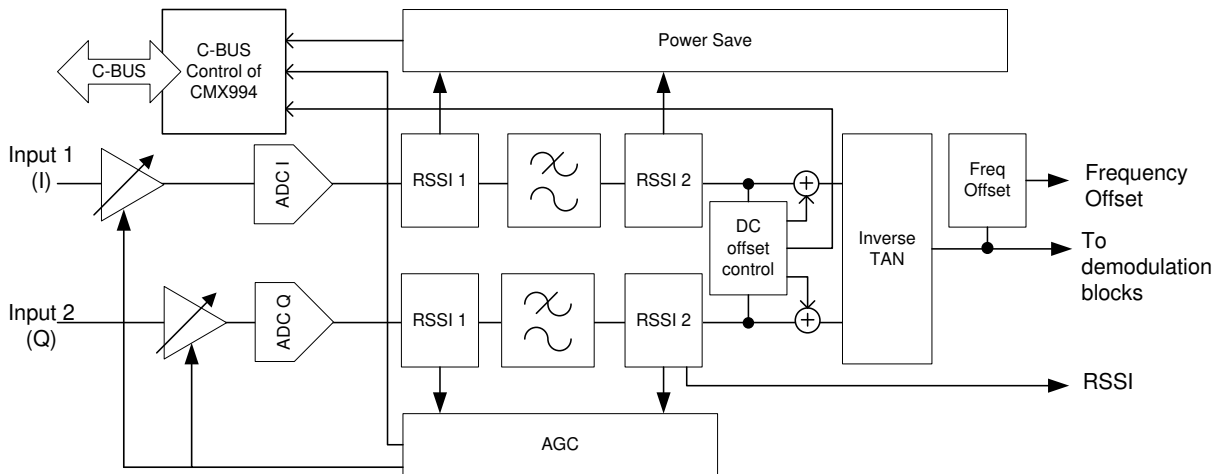 C-BUS
C-BUS
Control of
CMX994
Power Save
Input 1
(I)
ADC I
RSSI 1
RSSI 2
Freq
Offset
Frequency
Offset
DC
offset
control
Inverse
TAN
To
demodulation
blocks
Input 2
(Q)
ADC Q
RSSI 1
RSSI 2
RSSI
AGC